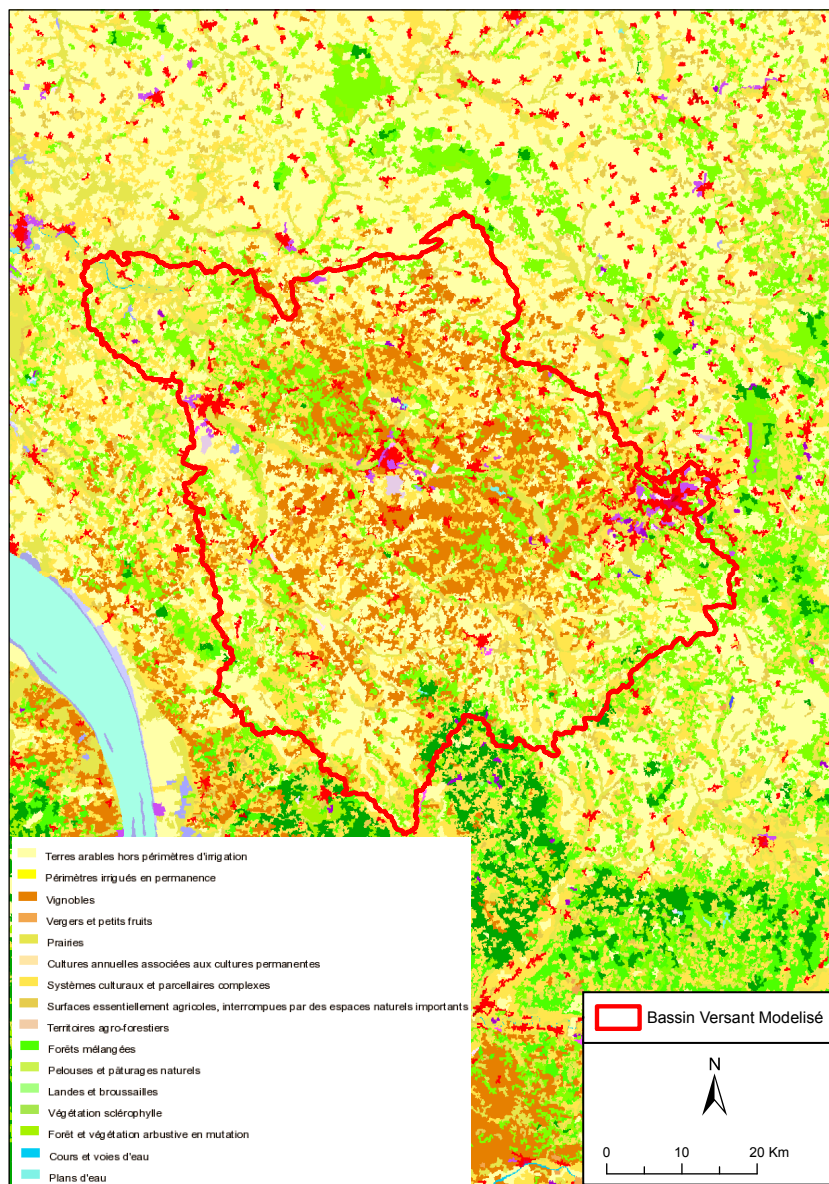 Terres arables hors périmètres d'irrigation
Périmètres irrigués en permanence
Vignobles
Vergers et petits fruits
Prairies
Cultures annuelles associées aux cultures permanentes
Systèmes culturaux et parcellaires complexes
Surfaces essentiellement agricoles, interrompues par des espaces naturels importants
Territoires agro-forestiers
Forêts mélangées
Pelouses et pâturages naturels
Landes et broussailles
Végétation sclérophylle
Forêt et végétation arbustive en mutation
Cours et voies d'eau
Plans d'eau
Bassin Versant Modelisé
N
0 10 20 Km